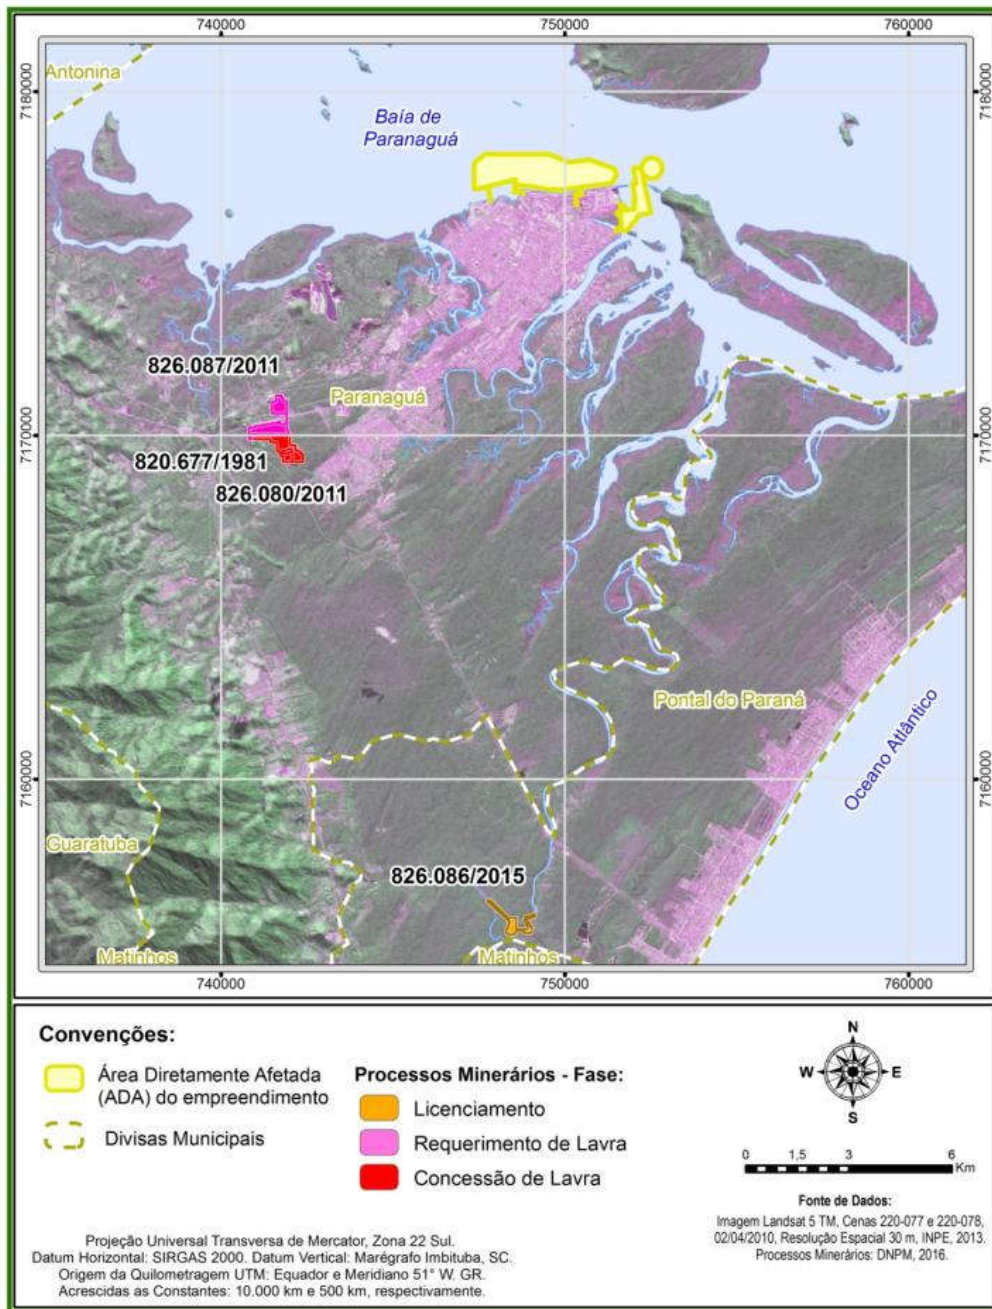 740000
750000
760000
7180000
7180000
Antonina
Baía de
Paranaguá
826.087/2011
Paranaguá
7170000
7170000
820.677/1981
826.080/2011
Pontal do Paraná
Oceano Atlântico
7160000
7160000
Guaratuba
826.086/2015
Matinhos
Matinhos
740000
750000
760000
Convenções:
Área Diretamente Afetada
(ADA) do empreendimento
Divisas Municipais
Processos Minerários - Fase:
Licenciamento
Requerimento de Lavra
Concessão de Lavra
N
W
E
S
0 1,5 3 6
Km
Fonte de Dados:
Imagem Landsat 5 TM, Cenas 220-077 e 220-078,
02/04/2010, Resolução Espacial 30 m, INPE, 2013.
Processos Minerários: DNPM, 2016.
Projeção Universal Transversa de Mercator, Zona 22 Sul.
Datum Horizontal: SIRGAS 2000. Datum Vertical: Marégrafo Imbituba, SC.
Origem da Quilometragem UTM: Equador e Meridiano 51° W. GR.
Acrescidas as Constantes: 10.000 km e 500 km, respectivamente.